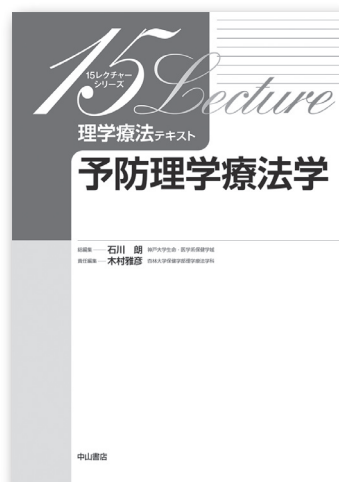 15 Lecture
15レクチャー
シリーズ
理学療法テキスト
予防理学療法学
総編集 石川 朗 神戸大学生命・医学系保健学域
責任編集 木村雅彦 杏林大学保健学部理学療法学科
中山書店